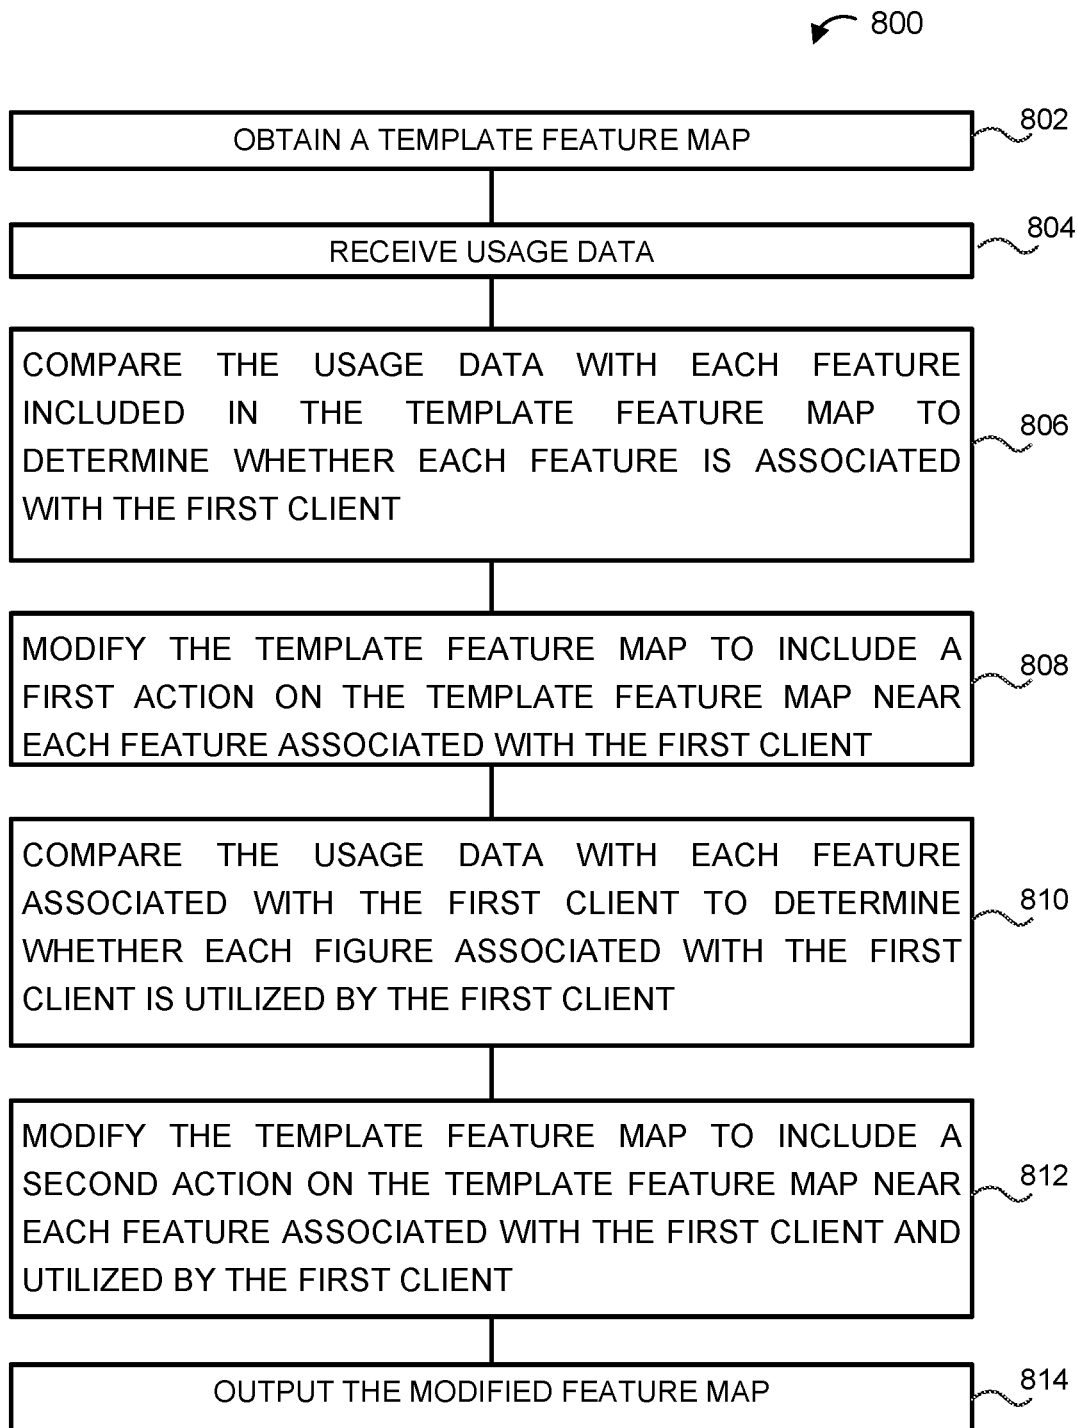 800
OBTAIN A TEMPLATE FEATURE MAP
802
RECEIVE USAGE DATA
804
COMPARE THE USAGE DATA WITH EACH FEATURE
INCLUDED IN THE TEMPLATE FEATURE MAP TO
DETERMINE WHETHER EACH FEATURE IS ASSOCIATED
WITH THE FIRST CLIENT
806
MODIFY THE TEMPLATE FEATURE MAP TO INCLUDE A
FIRST ACTION ON THE TEMPLATE FEATURE MAP NEAR
EACH FEATURE ASSOCIATED WITH THE FIRST CLIENT
808
COMPARE THE USAGE DATA WITH EACH FEATURE
ASSOCIATED WITH THE FIRST CLIENT TO DETERMINE
WHETHER EACH FIGURE ASSOCIATED WITH THE FIRST
CLIENT IS UTILIZED BY THE FIRST CLIENT
810
MODIFY THE TEMPLATE FEATURE MAP TO INCLUDE A
SECOND ACTION ON THE TEMPLATE FEATURE MAP NEAR
EACH FEATURE ASSOCIATED WITH THE FIRST CLIENT AND
UTILIZED BY THE FIRST CLIENT
812
OUTPUT THE MODIFIED FEATURE MAP
814